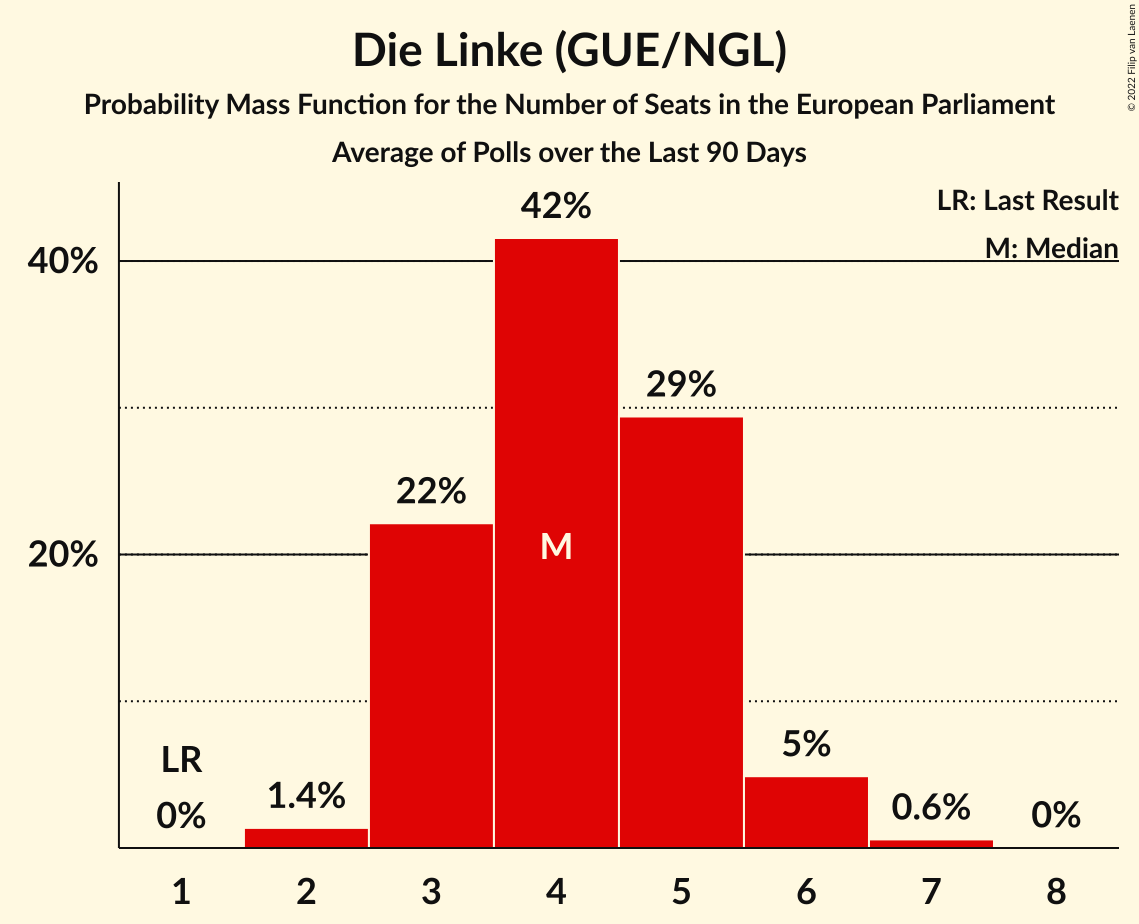 Die Linke (GUE/NGL)
Probability Mass Function for the Number of Seats in the European Parliament
Average of Polls over the Last 90 Days
© 2022 Filip van Laenen
LR: Last Result
M: Median
40%
20%
LR
0%
1.4%
22%
42%
M
29%
5%
0.6%
0%
1 2 3 4 5 6 7 8